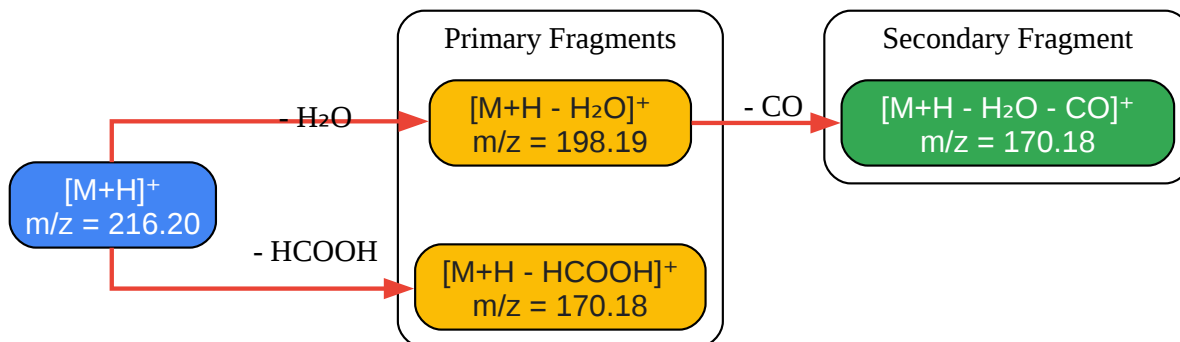 Primary Fragments
Secondary Fragment
[M+H - H₂O]⁺
m/z = 198.19
- CO
[M+H - H₂O - CO]⁺
m/z = 170.18
- H₂O
[M+H]⁺
m/z = 216.20
- HCOOH
[M+H - HCOOH]⁺
m/z = 170.18